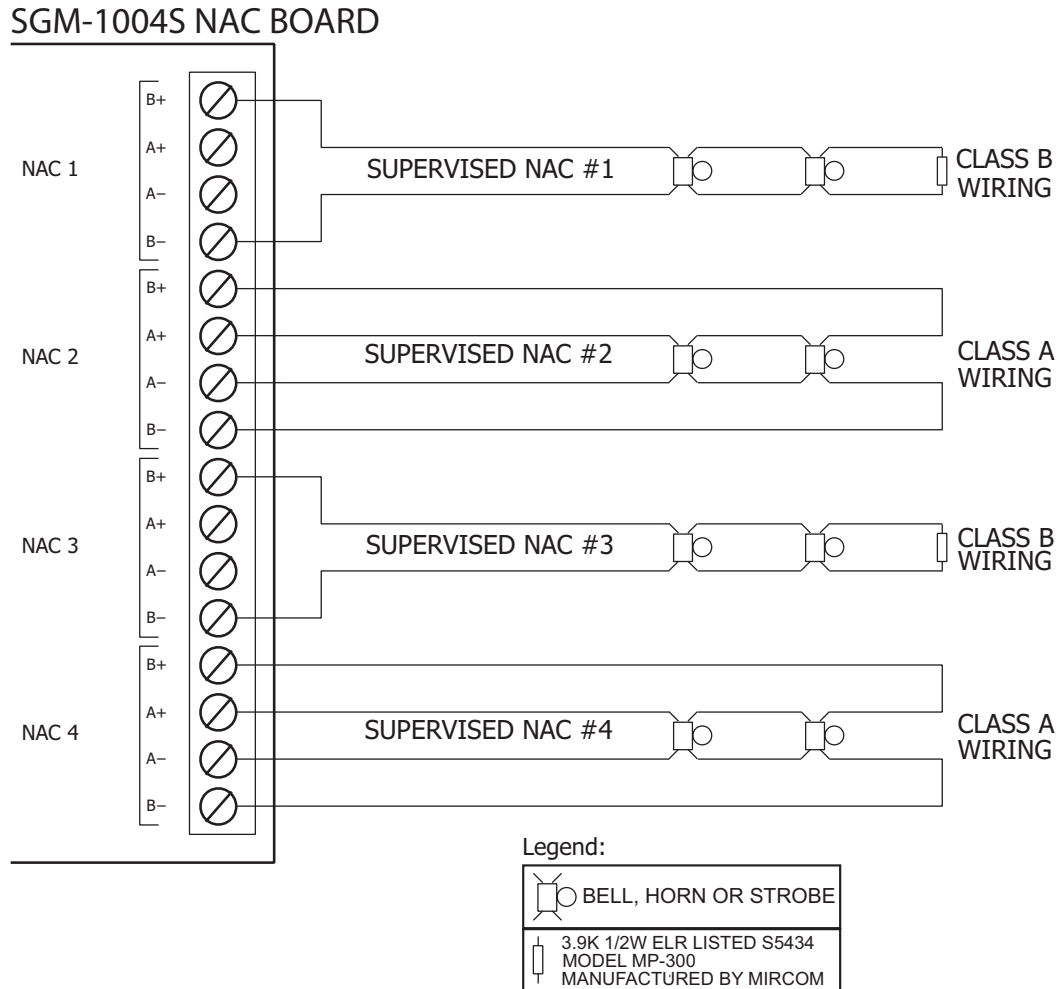 SGM-1004S NAC BOARD
NAC 1
B+
A+
A−
B−
SUPERVISED NAC #1
CLASS B
WIRING
NAC 2
B+
A+
A−
B−
SUPERVISED NAC #2
CLASS A
WIRING
NAC 3
B+
A+
A−
B−
SUPERVISED NAC #3
CLASS B
WIRING
NAC 4
B+
A+
A−
B−
SUPERVISED NAC #4
CLASS A
WIRING
Legend:
BELL, HORN OR STROBE
3.9K 1/2W ELR LISTED S5434
MODEL MP-300
MANUFACTURED BY MIRCOM